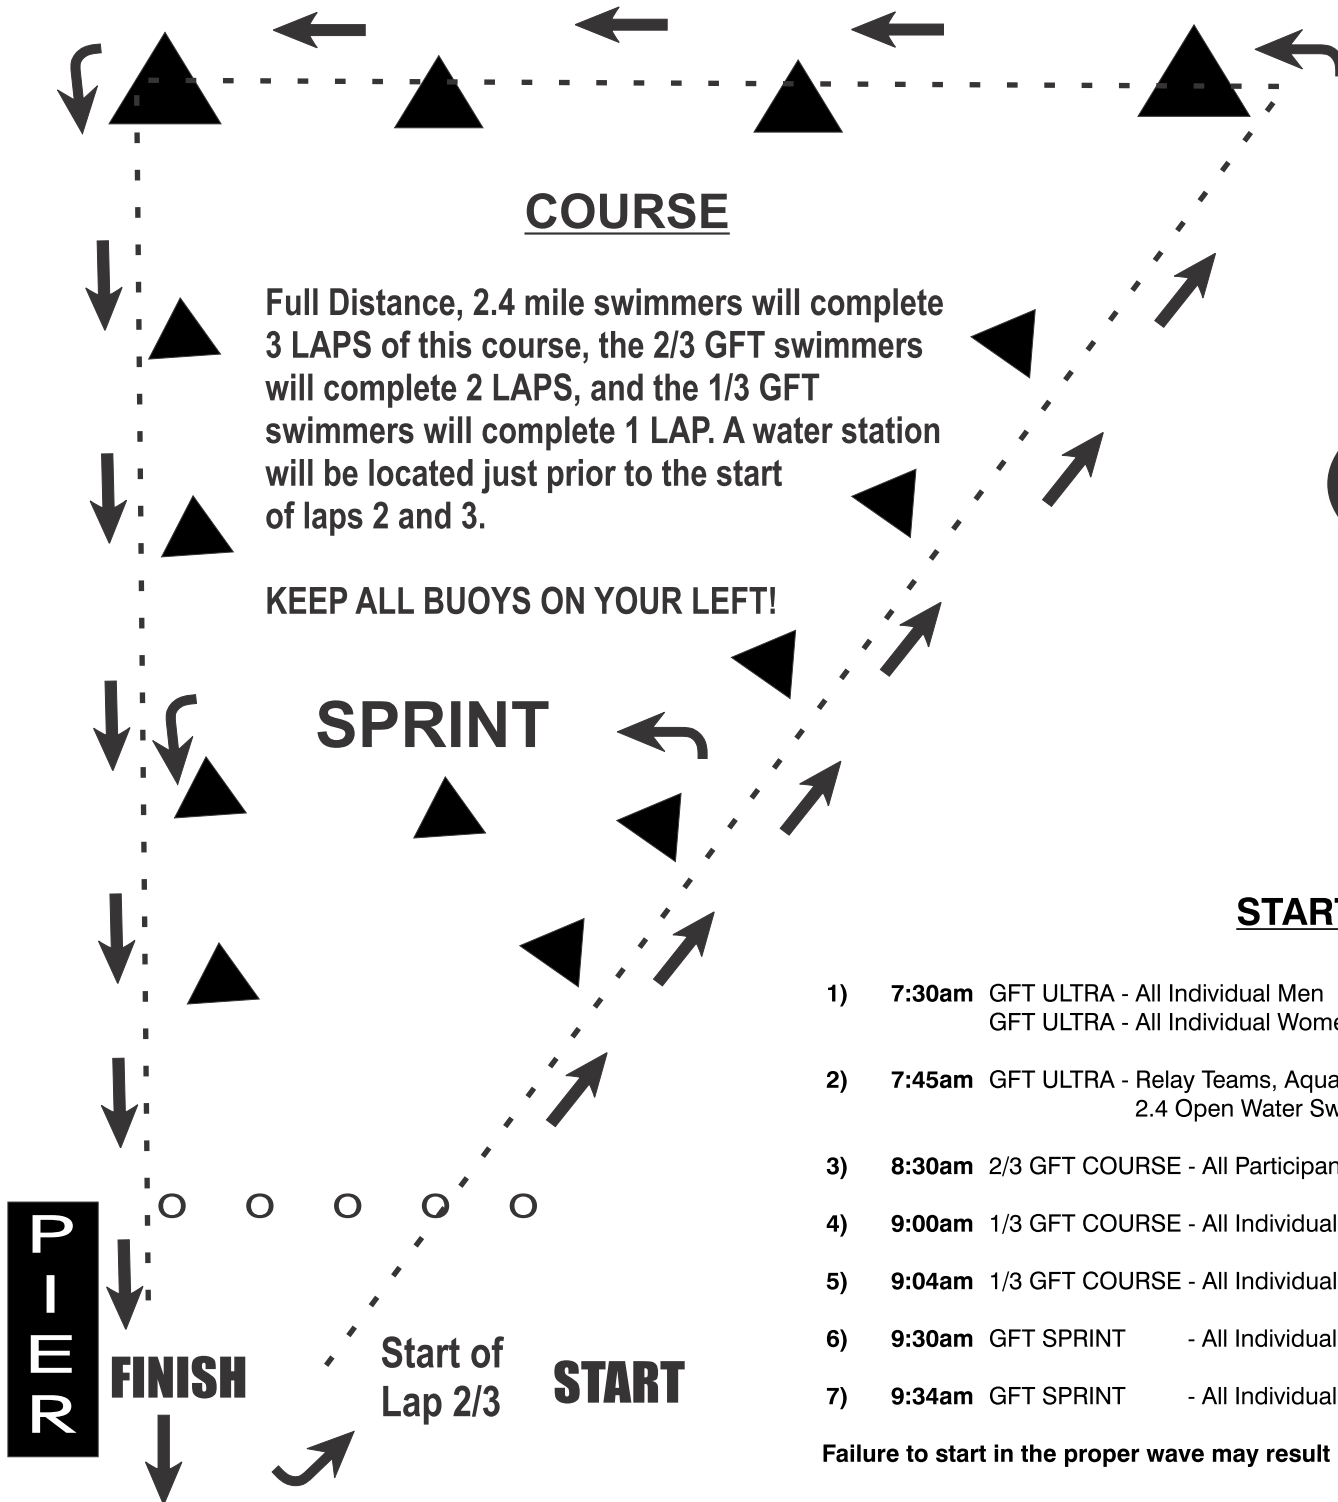 COURSE
Full Distance, 2.4 mile swimmers will complete
3 LAPS of this course, the 2/3 GFT swimmers
will complete 2 LAPS, and the 1/3 GFT
swimmers will complete 1 LAP. A water station
will be located just prior to the start
of laps 2 and 3.
KEEP ALL BUOYS ON YOUR LEFT!
SPRINT
O O O O O
PIER
FINISH
Start of
Lap 2/3
START
1) 7:30am GFT ULTRA - All Individual Men
GFT ULTRA - All Individual
2) 7:45am GFT ULTRA - Relay Teams,
2.4 Open Water
3) 8:30am 2/3 GFT COURSE - All
4) 9:00am 1/3 GFT COURSE - All Individual
5) 9:04am 1/3 GFT COURSE - All Individual
6) 9:30am GFT SPRINT - All Individual
7) 9:34am GFT SPRINT - All Individual
Failure to start in the proper wave may result